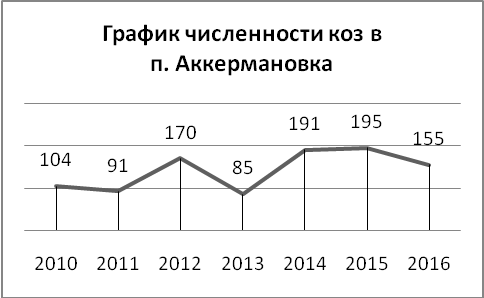 График численности коз в
п. Аккермановка
104 91 170 85 191 195 155
2010 2011 2012 2013 2014 2015 2016